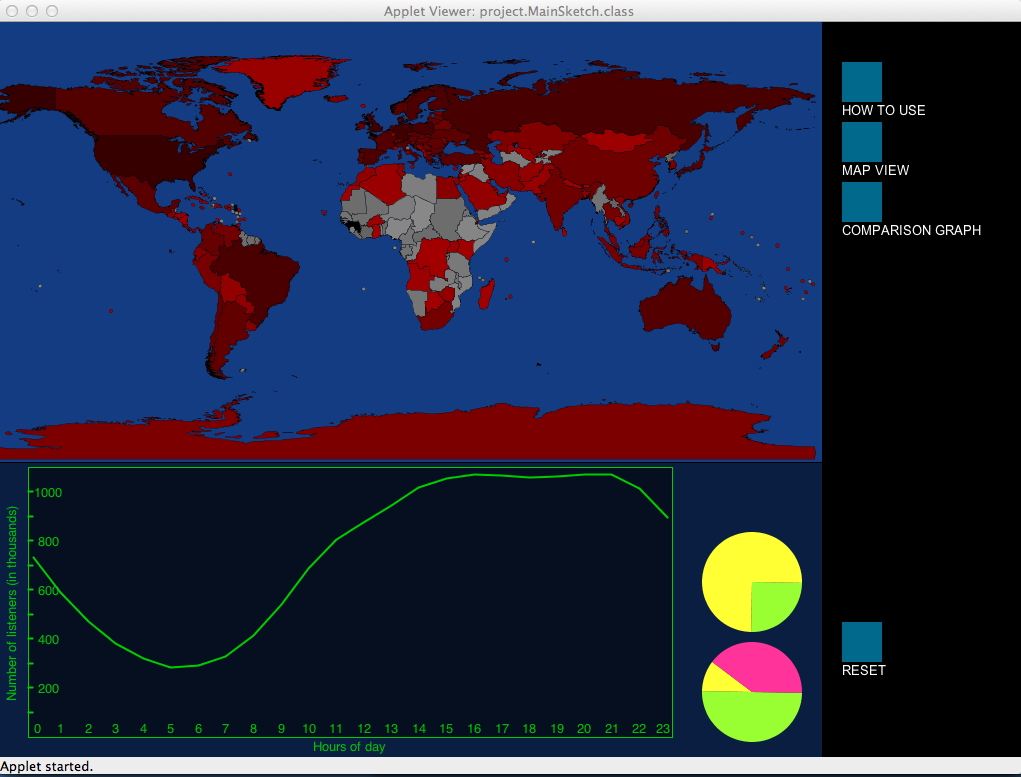 Applet Viewer: project.MainSketch.class
HOW TO USE
MAP VIEW
COMPARISON GRAPH
Number of listeners (in thousands)
1000
800
600
400
200
0 1 2 3 4 5 6 7 8 9 10 11 12 13 14 15 16 17 18 19 20 21 22 23
Hours of day
RESET
Applet started.